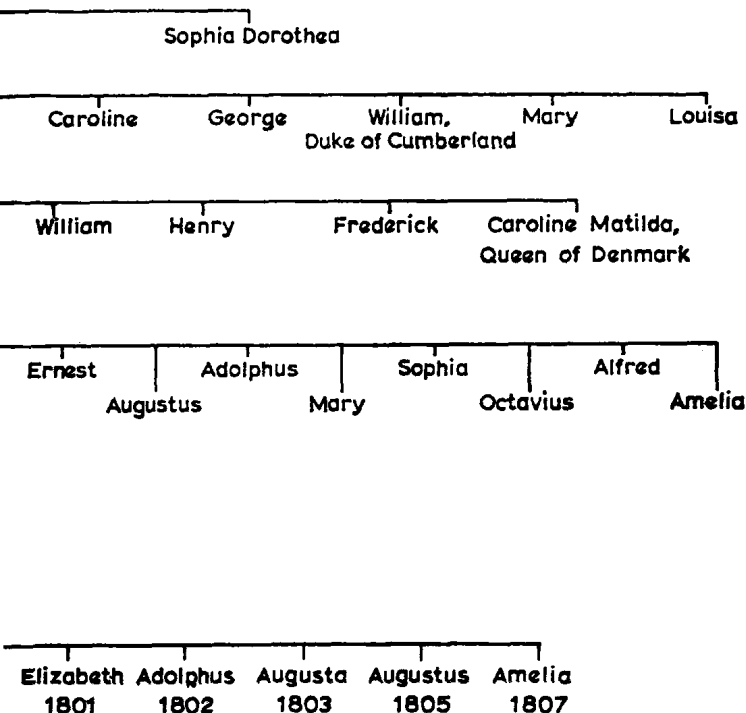 Sophia Dorothea
Caroline George William, Mary Louisa
Duke of Cumberland
William Henry Frederick Caroline Matilda,
Queen of Denmark
Ernest Adolphus Sophia Alfred
Augustus Mary Octavius Amelia
Elizabeth Adolphus Augusta Augustus Amelia
1801 1802 1803 1805 1807